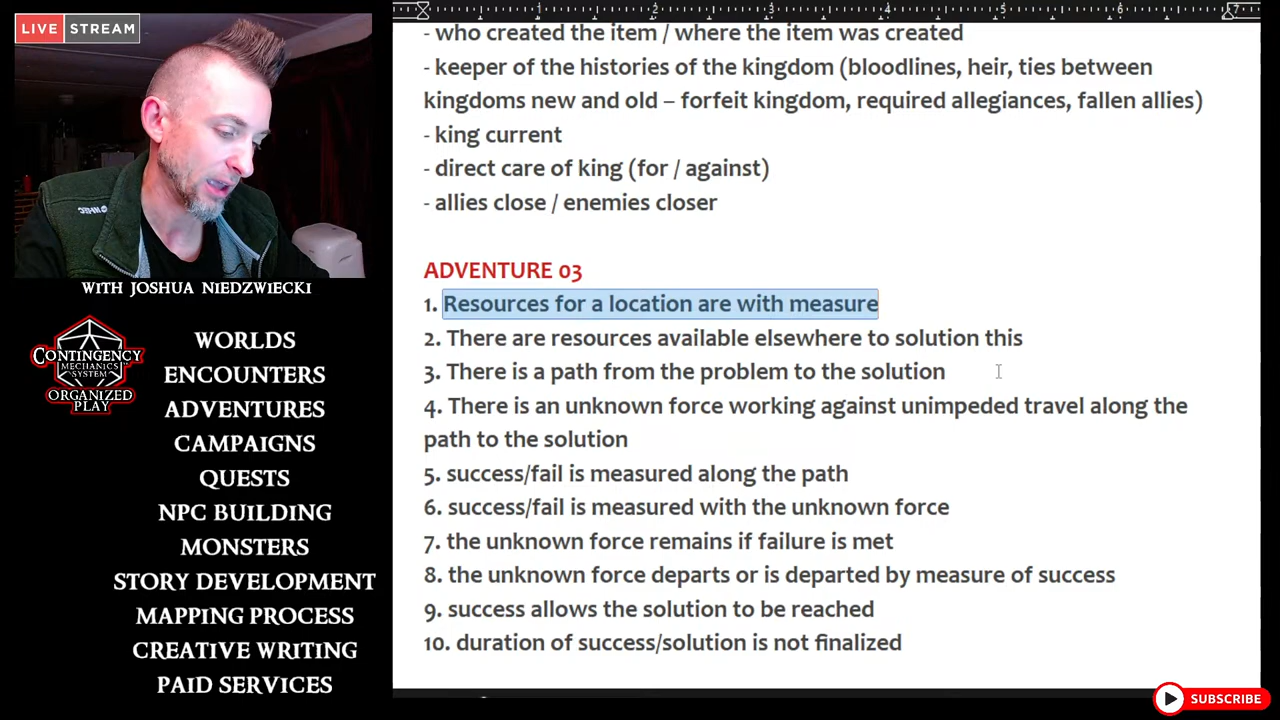 LIVE STREAM
WITH JOSHUA NIEDZWIECKI
CONTINGENCY
MECHANICS
SYSTEM
ORGANIZED
PLAY
WORLDS
ENCOUNTERS
ADVENTURES
CAMPAIGNS
QUESTS
NPC BUILDING
MONSTERS
STORY DEVELOPMENT
MAPPING PROCESS
CREATIVE WRITING
PAID SERVICES
1 2 3 4 5 6 7
- who created the item / where the item was created
- keeper of the histories of the kingdom (bloodlines, heir, ties between
kingdoms new and old – forfeit kingdom, required allegiances, fallen allies)
- king current
- direct care of king (for / against)
- allies close / enemies closer
ADVENTURE 03
1. Resources for a location are with measure
2. There are resources available elsewhere to solution this
3. There is a path from the problem to the solution
4. There is an unknown force working against unimpeded travel along the
path to the solution
5. success/fail is measured along the path
6. success/fail is measured with the unknown force
7. the unknown force remains if failure is met
8. the unknown force departs or is departed by measure of success
9. success allows the solution to be reached
10. duration of success/solution is not finalized
SUBSCRIBE